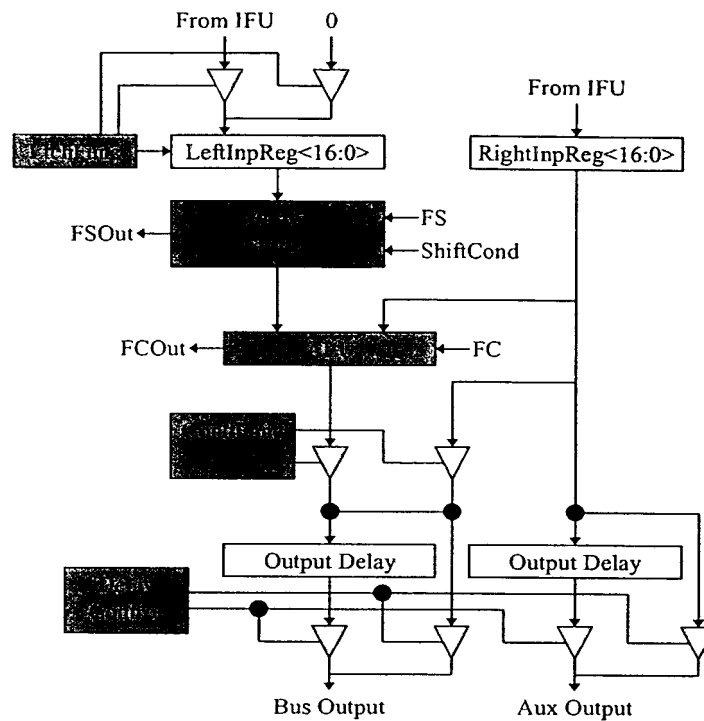 From IFU
0
From IFU
LeftInpReg<16:0>
RightInpReg<16:0>
FS
FSOut
ShiftCond
FCOut
FC
Output Delay
Output Delay
Bus Output
Aux Output